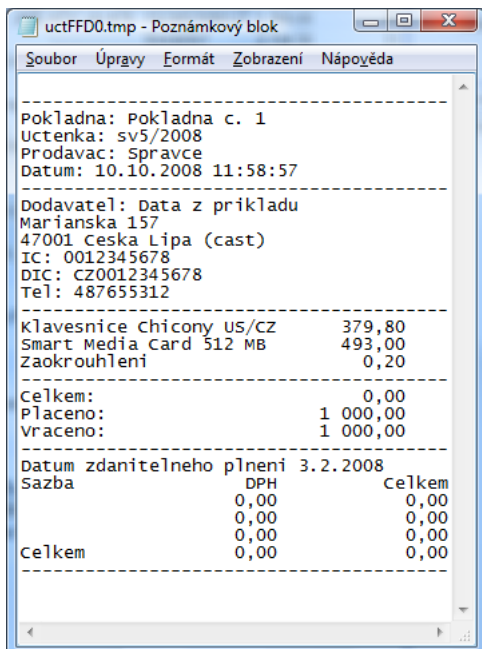 uctFFD0.tmp - Poznámkový blok
Soubor Úpravy Formát Zobrazení Nápověda
----------------------------------------
Pokladna: Pokladna c. 1
Uctenka: sv5/2008
Prodavac: Spravce
Datum: 10.10.2008 11:58:57
----------------------------------------
Dodavatel: Data z prikladu
Marianska 157
47001 Ceska Lipa (cast)
IC: 0012345678
DIC: CZ0012345678
Tel: 487655312
----------------------------------------
Klavesnice Chicony US/CZ 379,80
Smart Media Card 512 MB 493,00
Zaokrouhleni 0,20
----------------------------------------
Celkem: 0,00
Placeno: 1 000,00
Vraceno: 1 000,00
----------------------------------------
Datum zdanitelneho plneni 3.2.2008
Sazba DPH Celkem
0,00 0,00
0,00 0,00
0,00 0,00
Celkem 0,00 0,00
----------------------------------------